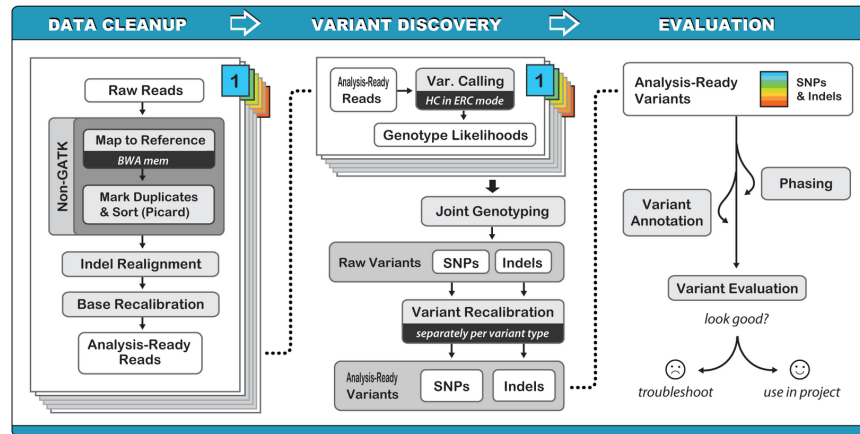 DATA CLEANUP
VARIANT DISCOVERY
EVALUATION
1
Raw Reads
Non-GATK
Map to Reference
BWA mem
Mark Duplicates
& Sort (Picard)
Indel Realignment
Base Recalibration
Analysis-Ready
Reads
1
Analysis-Ready
Reads
Var. Calling
HC in ERC mode
Genotype Likelihoods
Joint Genotyping
Raw Variants
SNPs
Indels
Variant Recalibration
separately per variant type
Analysis-Ready
Variants
SNPs
Indels
Analysis-Ready
Variants
SNPs
& Indels
Phasing
Variant
Annotation
Variant Evaluation
look good?
troubleshoot
use in project